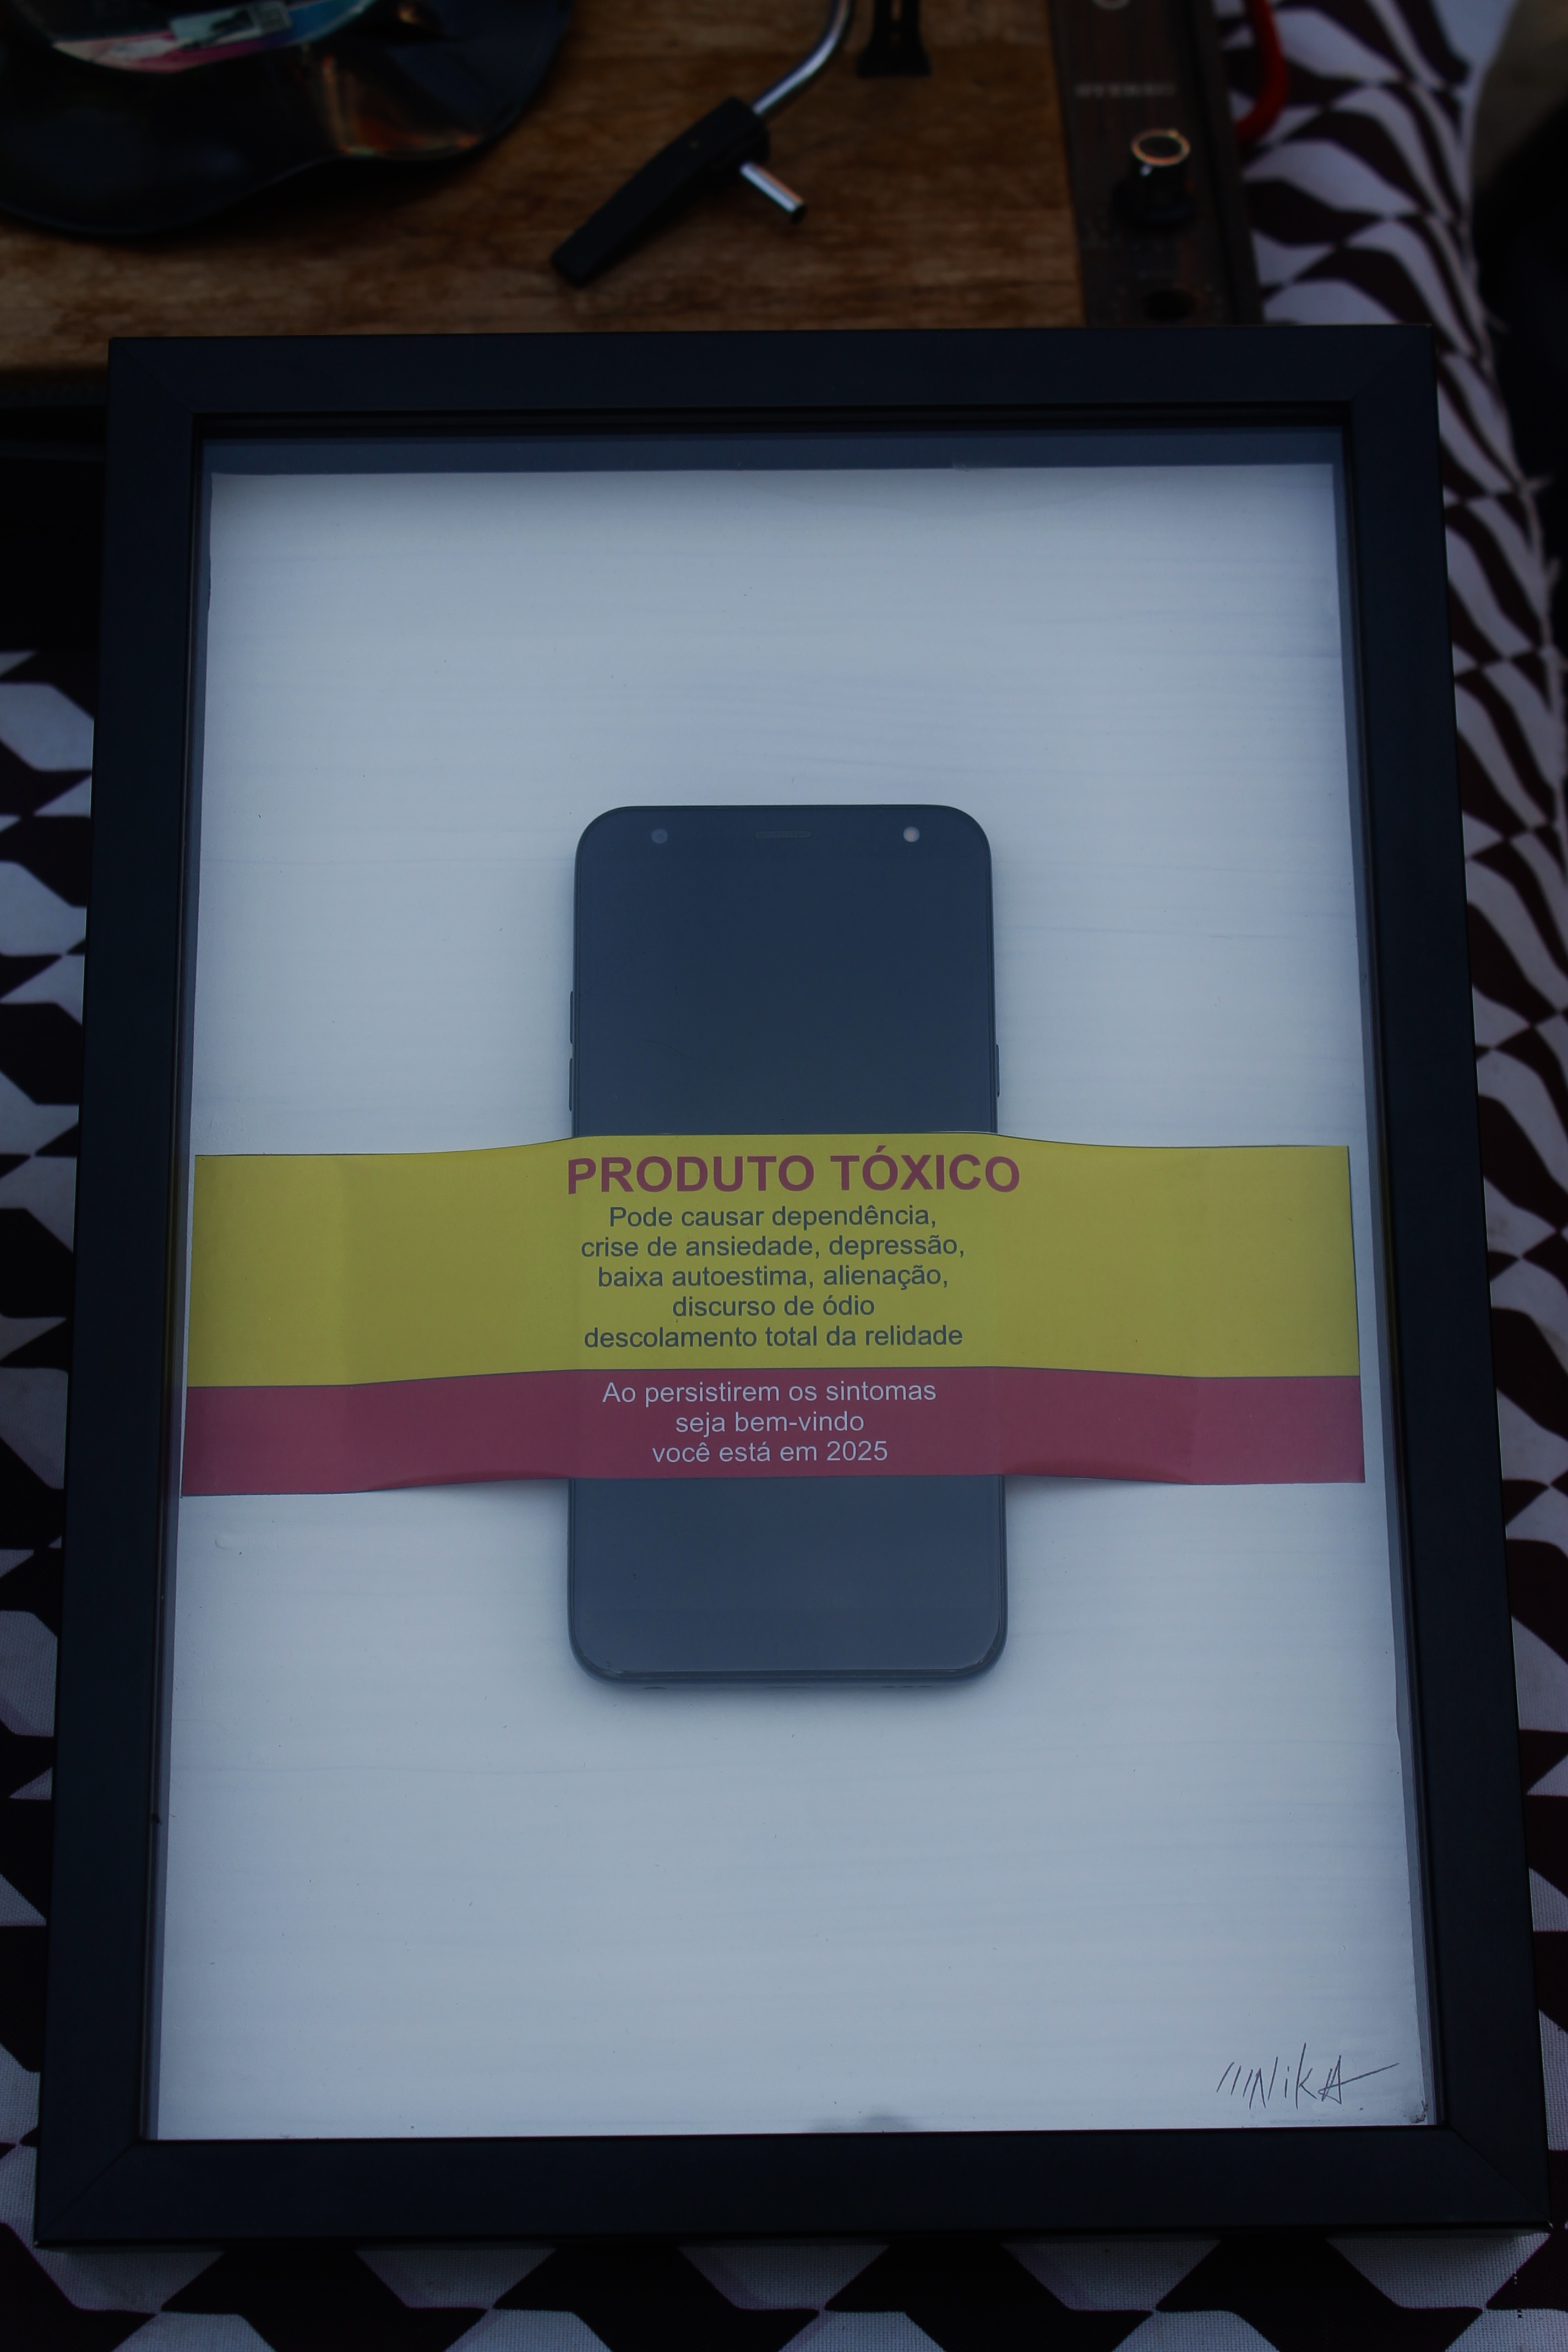 PRODUTO TÓXICO
Pode causar dependência,
crise de ansiedade, depressão,
baixa autoestima, alienação,
discurso de ódio
descolamento total da relidade
Ao persistirem os sintomas
seja bem-vindo
você está em 2025